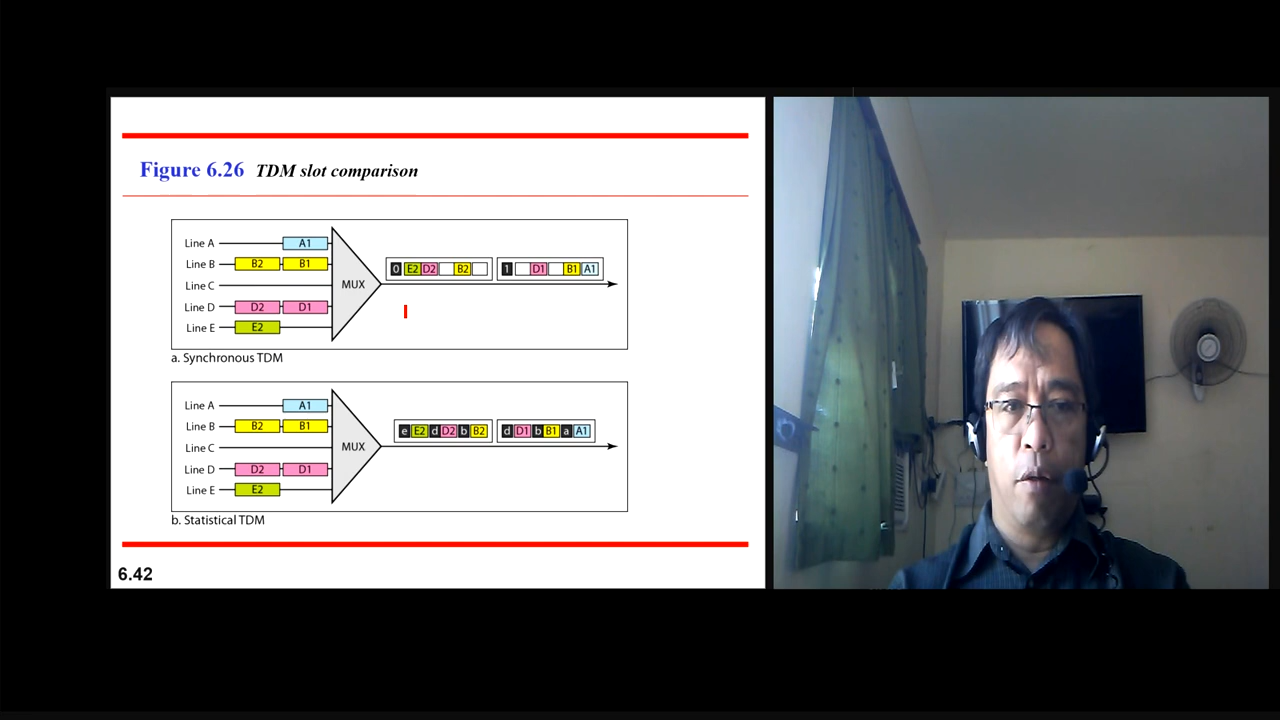 Figure 6.26 TDM slot comparison
Line A A1
Line B B2 B1
Line C
Line D D2 D1
Line E E2
MUX
0 E2 D2 B2 1 D1 B1 A1
a. Synchronous TDM
Line A A1
Line B B2 B1
Line C
Line D D2 D1
Line E E2
MUX
e E2 d D2 b B2 d D1 b B1 a A1
b. Statistical TDM
6.42